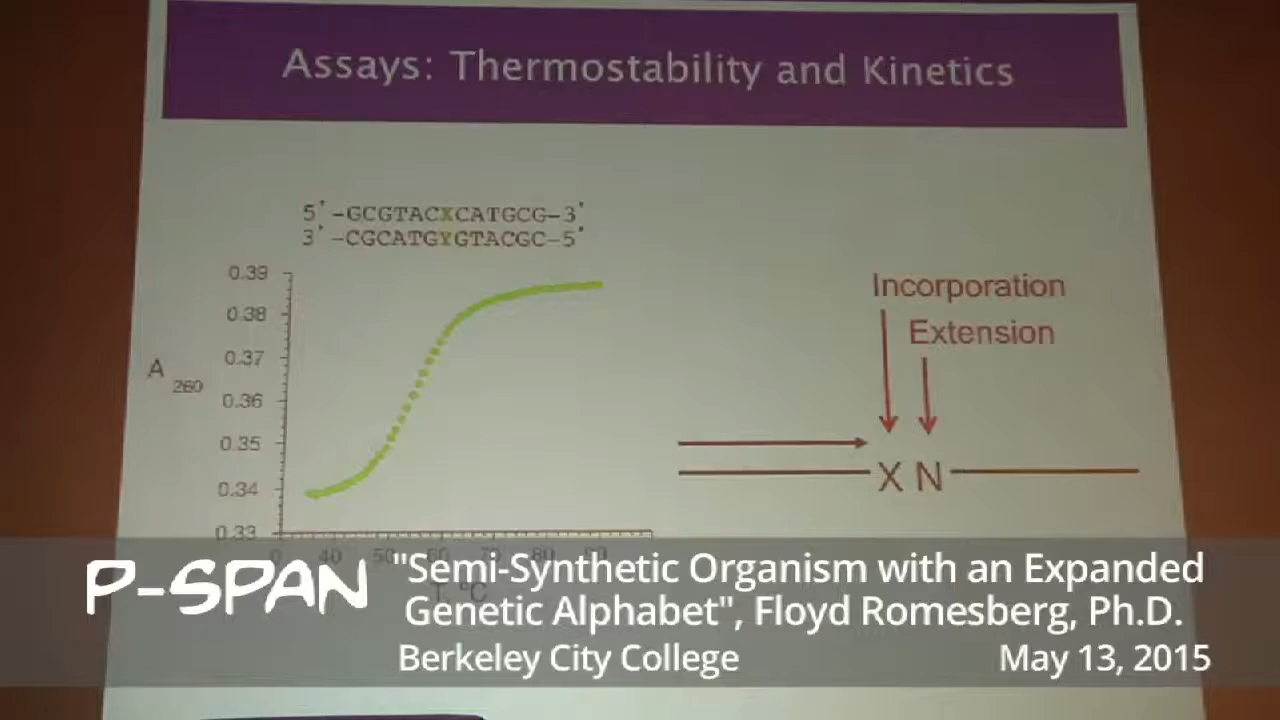 Assays: Thermostability and Kinetics
5'-GCGTACXCATGCG-3'
3'-CGCATGYGTACGC-5'
0.39
0.38
0.37
A 260
0.36
0.35
0.34
0.33
40 50 60 70 80 90
T, °C
Incorporation
Extension
X N
P-SPAN
"Semi-Synthetic Organism with an Expanded
Genetic Alphabet", Floyd Romesberg, Ph.D.
Berkeley City College
May 13, 2015